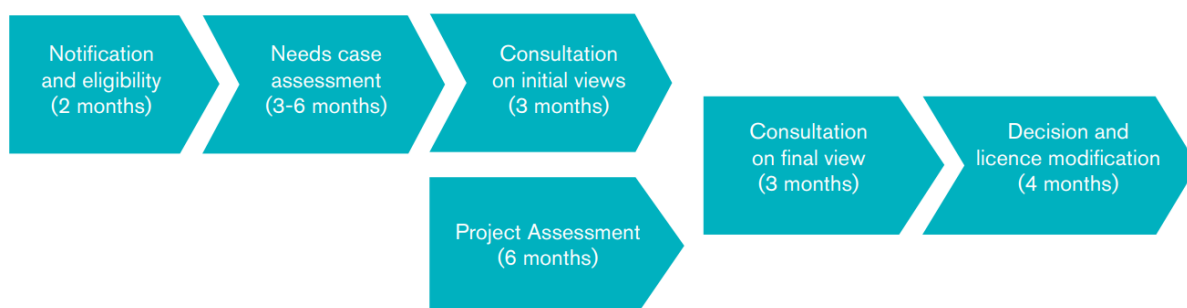 Notification
and eligibility
(2 months)
Needs case
assessment
(3-6 months)
Consultation
on initial views
(3 months)
Project Assessment
(6 months)
Consultation
on final view
(3 months)
Decision and
licence modification
(4 months)